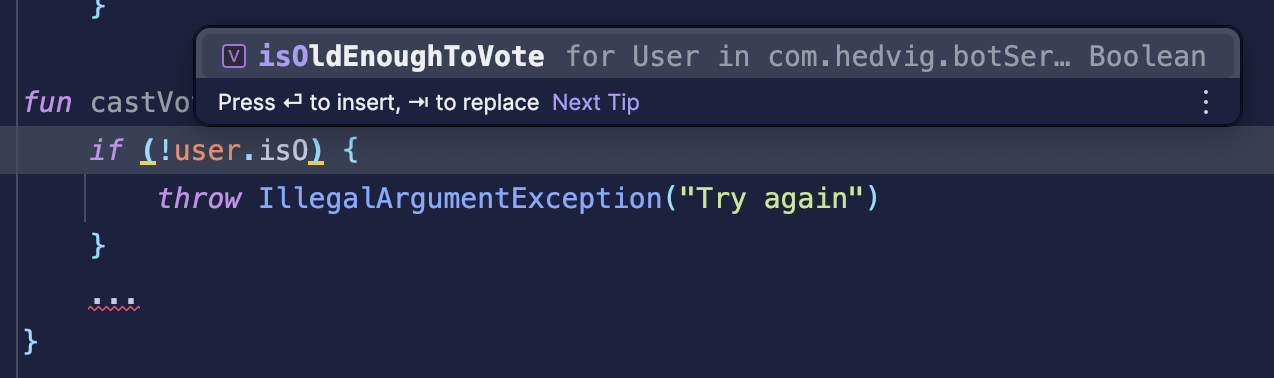 }
isOldEnoughToVote for User in com.hedvig.botSer… Boolean
Press ⏎ to insert, ⇥ to replace Next Tip
fun castVo
if (!user.isO) {
throw IllegalArgumentException("Try again")
}
...
}